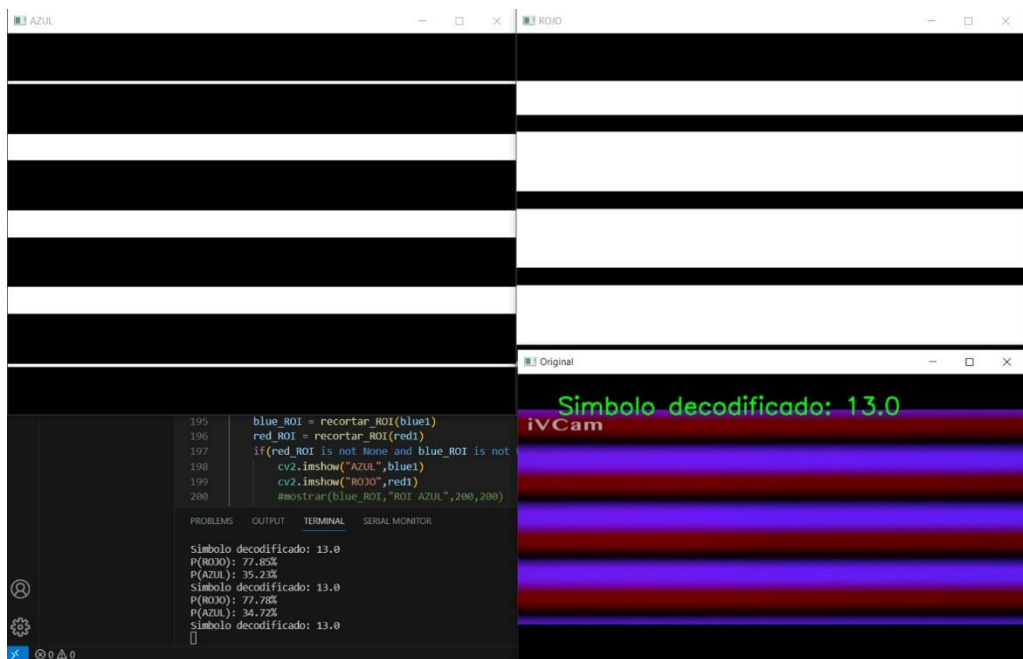 AZUL
ROJO
Original
Simbolo decodificado: 13.0
iVCam
195 blue_ROI = recortar_ROI(blue1)
196 red_ROI = recortar_ROI(red1)
197 if(red_ROI is not None and blue_ROI is not
198 cv2.imshow("AZUL",blue1)
199 cv2.imshow("ROJO",red1)
200 #mostrar(blue_ROI,"ROI AZUL",200,200)
PROBLEMS OUTPUT TERMINAL SERIAL MONITOR
Simbolo decodificado: 13.0
P(ROJO): 77.85%
P(AZUL): 35.23%
Simbolo decodificado: 13.0
P(ROJO): 77.78%
P(AZUL): 34.72%
Simbolo decodificado: 13.0
0 0